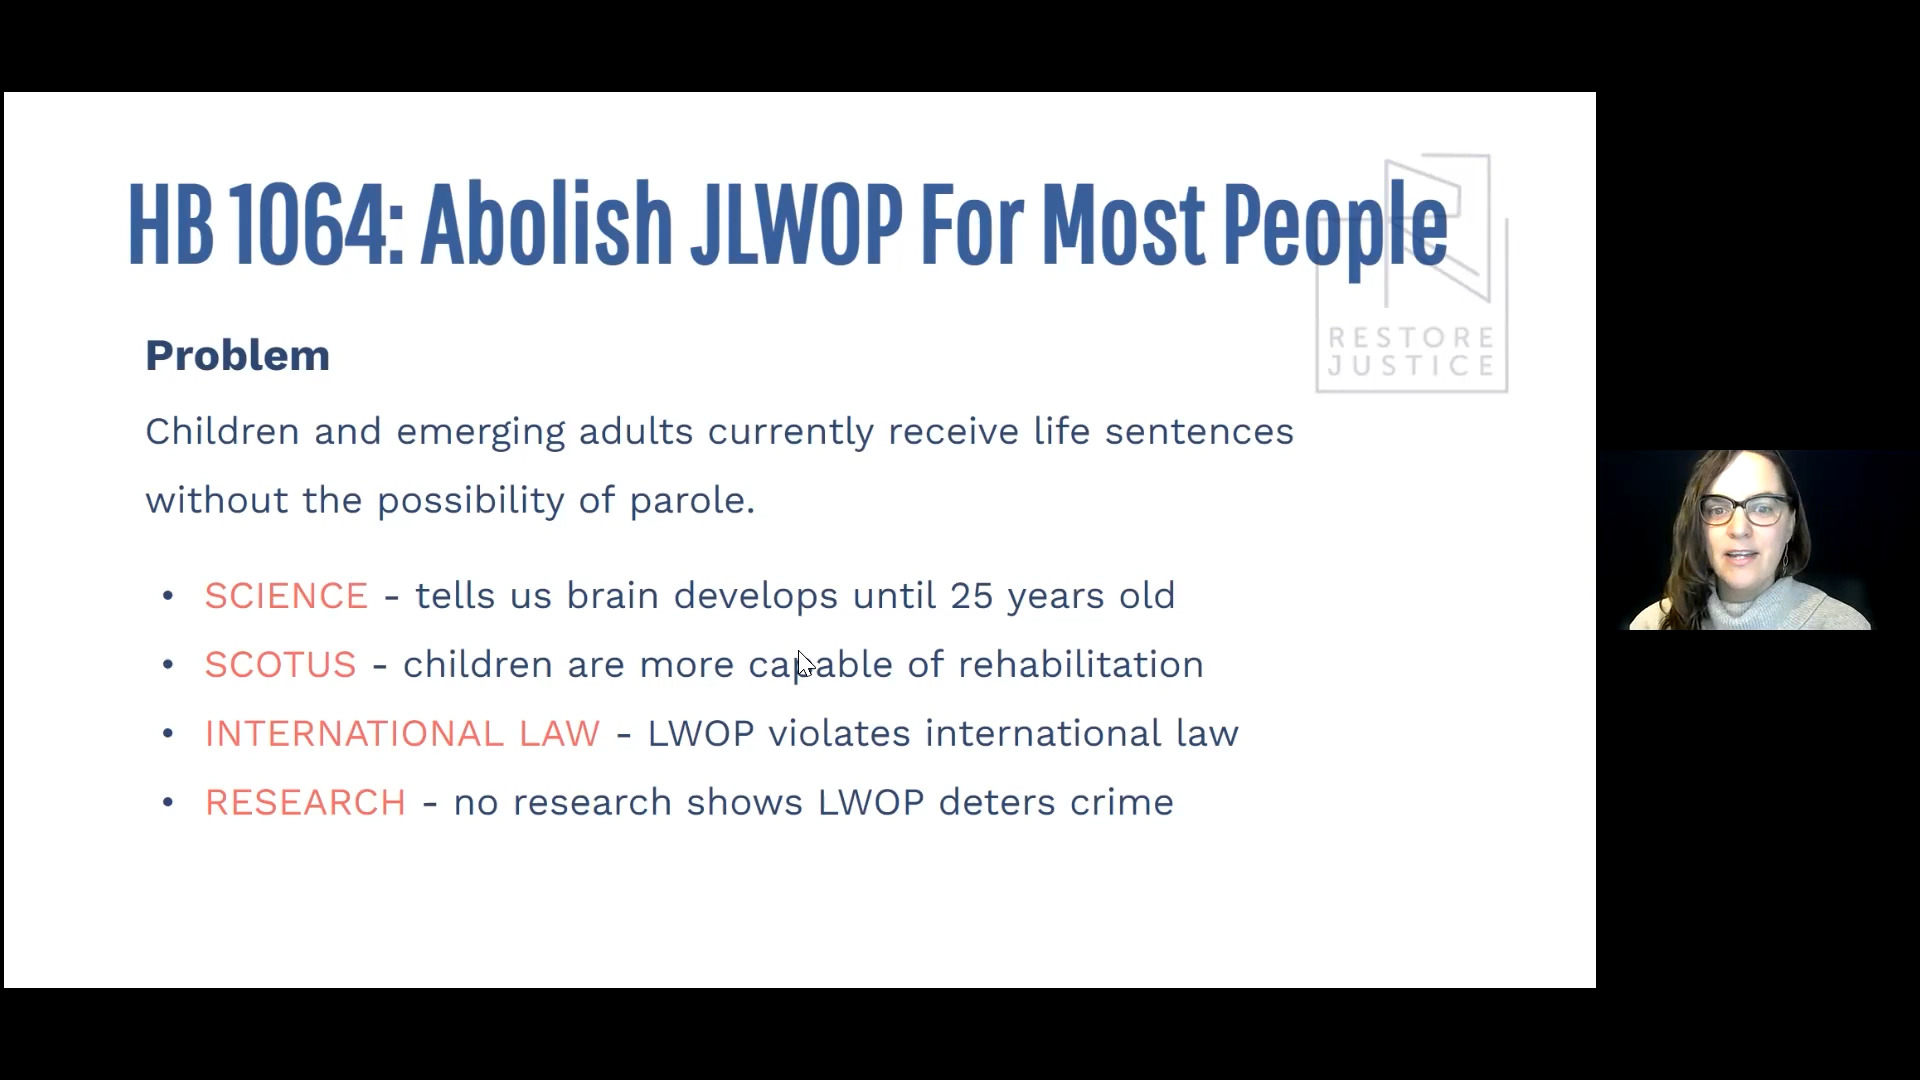 HB 1064: Abolish JLWOP For Most People
RESTORE
JUSTICE
Problem
Children and emerging adults currently receive life sentences
without the possibility of parole.
• SCIENCE - tells us brain develops until 25 years old
• SCOTUS - children are more capable of rehabilitation
• INTERNATIONAL LAW - LWOP violates international law
• RESEARCH - no research shows LWOP deters crime